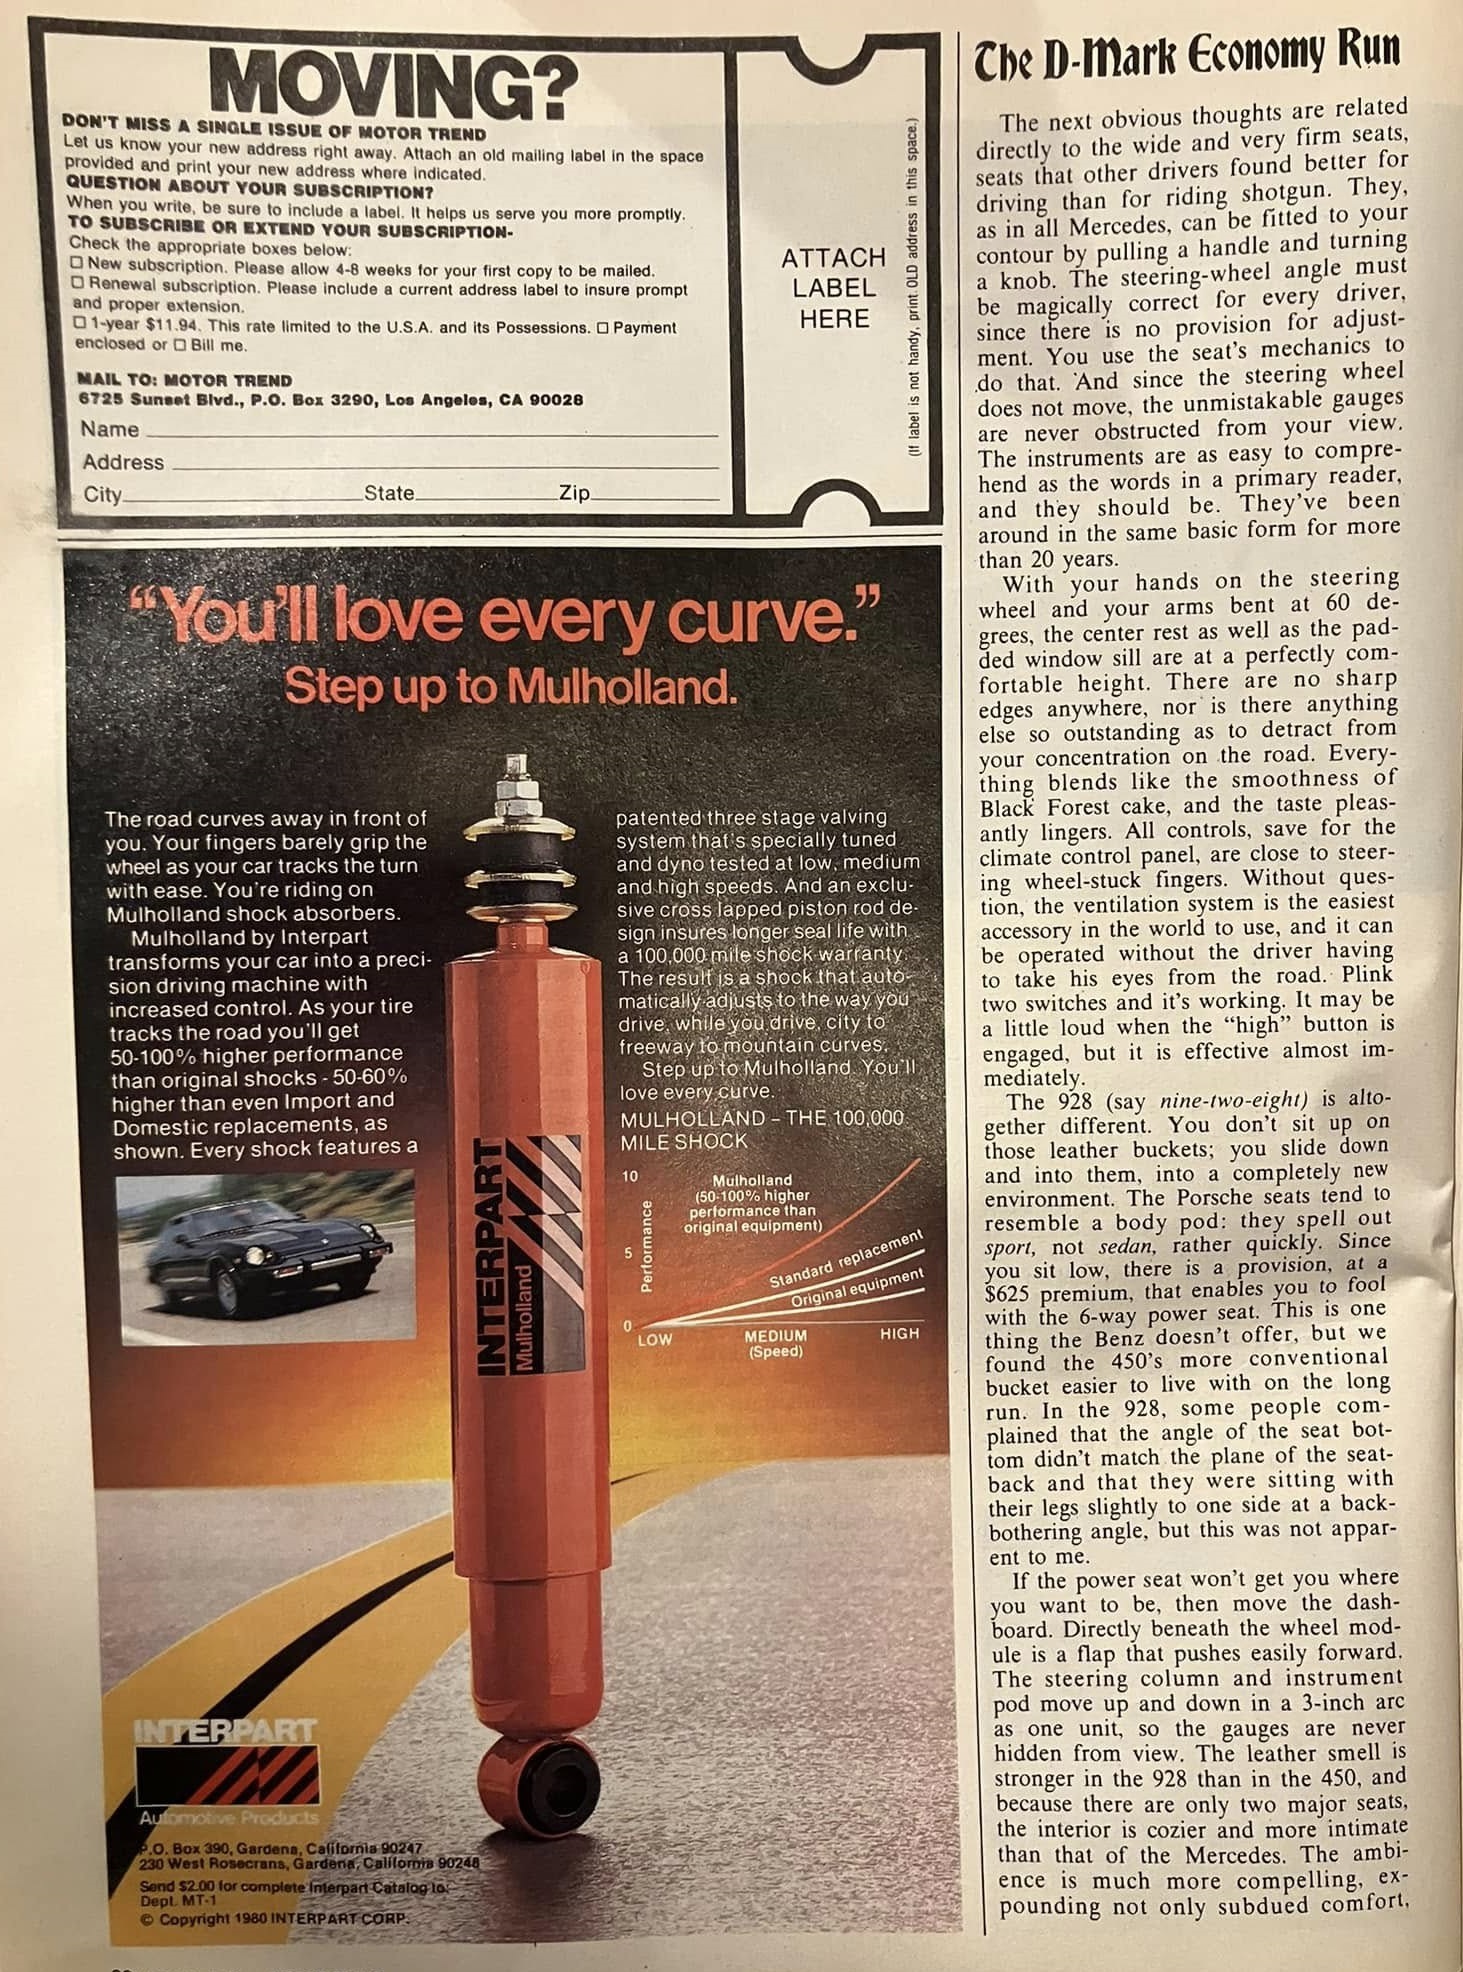 MOVING?
DON'T MISS A SINGLE ISSUE OF MOTOR TREND
Let us know your new address right away. Attach an old mailing label in the space
provided and print your new address where indicated.
QUESTION ABOUT YOUR SUBSCRIPTION?
When you write, be sure to include a label. It helps us serve you more promptly.
TO SUBSCRIBE OR EXTEND YOUR SUBSCRIPTION-
Check the appropriate boxes below:
☐ New subscription. Please allow 4-8 weeks for your first copy to be mailed.
☐ Renewal subscription. Please include a current address label to insure prompt
and proper extension.
☐ 1-year $11.94. This rate limited to the U.S.A. and its Possessions. ☐ Payment
enclosed or ☐ Bill me.
MAIL TO: MOTOR TREND
6725 Sunset Blvd., P.O. Box 3290, Los Angeles, CA 90028
Name
Address
City State Zip
ATTACH
LABEL
HERE
(If label is not handy, print OLD address in this space.)
"You'll love every curve."
Step up to Mulholland.
The road curves away in front of
you. Your fingers barely grip the
wheel as your car tracks the turn
with ease. You're riding on
Mulholland shock absorbers.
Mulholland by Interpart
transforms your car into a preci-
sion driving machine with
increased control. As your tire
tracks the road you'll get
50-100% higher performance
than original shocks - 50-60%
higher than even Import and
Domestic replacements, as
shown. Every shock features a
patented three stage valving
system that's specially tuned
and dyno tested at low, medium
and high speeds. And an exclu-
sive cross lapped piston rod de-
sign insures longer seal life with
a 100,000 mile shock warranty.
The result is a shock that auto-
matically adjusts to the way you
drive, while you drive, city to
freeway to mountain curves.
Step up to Mulholland. You'll
love every curve.
MULHOLLAND – THE 100,000
MILE SHOCK
10
5
0
Performance
Mulholland
(50-100% higher
performance than
original equipment)
Standard replacement
Original equipment
LOW
MEDIUM
(Speed)
HIGH
INTERPART
Mulholland
INTERPART
Automotive Products
P.O. Box 390, Gardena, California 90247
230 West Rosecrans, Gardena, California 90248
Send $2.00 for complete Interpart Catalog to:
Dept. MT-1
© Copyright 1980 INTERPART CORP.
The D-Mark Economy Run
The next obvious thoughts are related
directly to the wide and very firm seats,
seats that other drivers found better for
driving than for riding shotgun. They,
as in all Mercedes, can be fitted to your
contour by pulling a handle and turning
a knob. The steering-wheel angle must
be magically correct for every driver,
since there is no provision for adjust-
ment. You use the seat's mechanics to
do that. And since the steering wheel
does not move, the unmistakable gauges
are never obstructed from your view.
The instruments are as easy to compre-
hend as the words in a primary reader,
and they should be. They've been
around in the same basic form for more
than 20 years.
With your hands on the steering
wheel and your arms bent at 60 de-
grees, the center rest as well as the pad-
ded window sill are at a perfectly com-
fortable height. There are no sharp
edges anywhere, nor is there anything
else so outstanding as to detract from
your concentration on the road. Every-
thing blends like the smoothness of
Black Forest cake, and the taste pleas-
antly lingers. All controls, save for the
climate control panel, are close to steer-
ing wheel-stuck fingers. Without ques-
tion, the ventilation system is the easiest
accessory in the world to use, and it can
be operated without the driver having
to take his eyes from the road. Plink
two switches and it's working. It may be
a little loud when the "high" button is
engaged, but it is effective almost im-
mediately.
The 928 (say nine-two-eight) is alto-
gether different. You don't sit up on
those leather buckets; you slide down
and into them, into a completely new
environment. The Porsche seats tend to
resemble a body pod: they spell out
sport, not sedan, rather quickly. Since
you sit low, there is a provision, at a
$625 premium, that enables you to fool
with the 6-way power seat. This is one
thing the Benz doesn't offer, but we
found the 450's more conventional
bucket easier to live with on the long
run. In the 928, some people com-
plained that the angle of the seat bot-
tom didn't match the plane of the seat-
back and that they were sitting with
their legs slightly to one side at a back-
bothering angle, but this was not appar-
ent to me.
If the power seat won't get you where
you want to be, then move the dash-
board. Directly beneath the wheel mod-
ule is a flap that pushes easily forward.
The steering column and instrument
pod move up and down in a 3-inch arc
as one unit, so the gauges are never
hidden from view. The leather smell is
stronger in the 928 than in the 450, and
because there are only two major seats,
the interior is cozier and more intimate
than that of the Mercedes. The ambi-
ence is much more compelling, ex-
pounding not only subdued comfort,